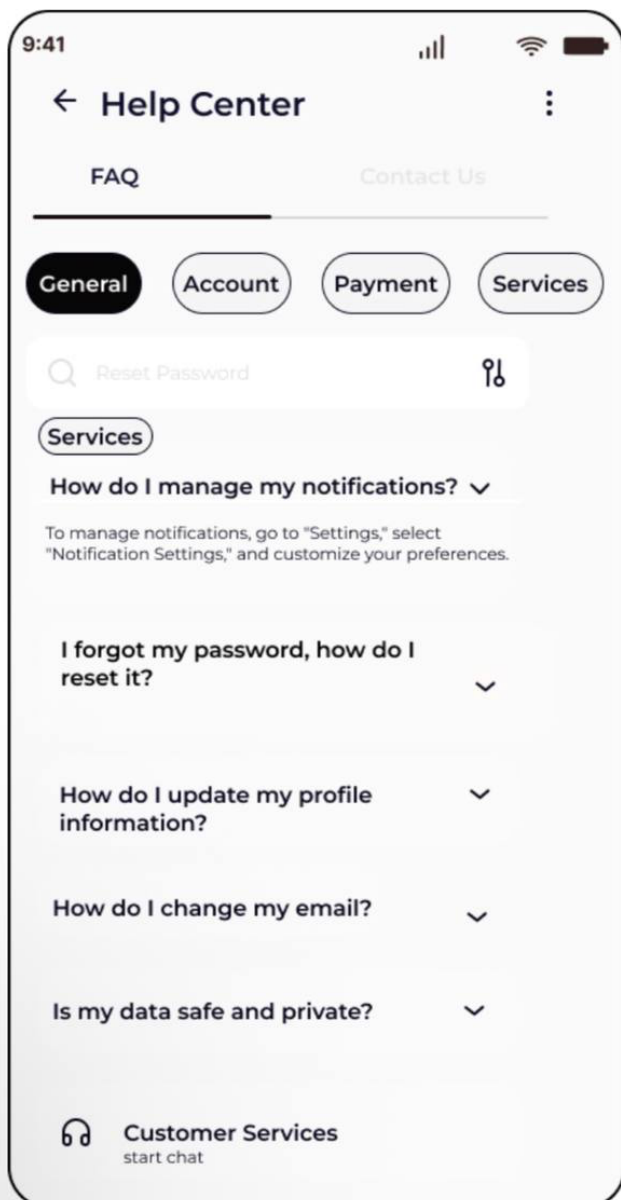 9:41
Help Center
FAQ
Contact Us
General
Account
Payment
Services
Reset Password
Services
How do I manage my notifications?
To manage notifications, go to "Settings," select
"Notification Settings," and customize your preferences.
I forgot my password, how do I
reset it?
How do I update my profile
information?
How do I change my email?
Is my data safe and private?
Customer Services
start chat